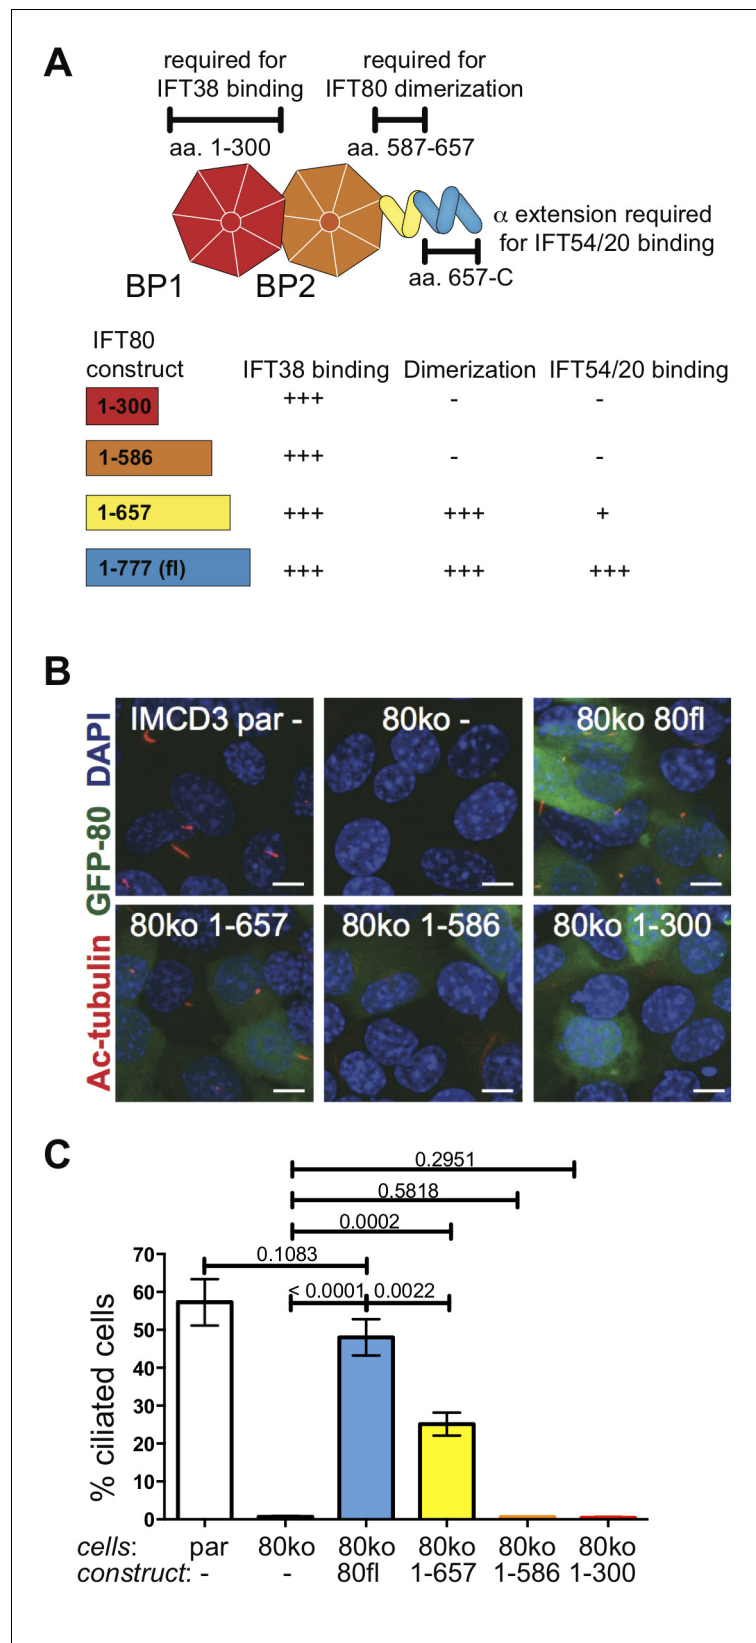 A
required for
IFT38 binding
required for
IFT80 dimerization
aa. 1-300
aa. 587-657
α extension required
for IFT54/20 binding
aa. 657-C
BP1
BP2
IFT80
construct
IFT38 binding
Dimerization
IFT54/20 binding
1-300 +++ - -
1-586 +++ - -
1-657 +++ +++ +
1-777 (fl) +++ +++ +++
B
Ac-tubulin GFP-80 DAPI
IMCD3 par -
80ko -
80ko 80fl
80ko 1-657
80ko 1-586
80ko 1-300
C
0.2951
0.5818
0.0002
0.1083
< 0.0001
0.0022
% ciliated cells
70
60
50
40
30
20
10
0
cells: par 80ko 80ko 80ko 80ko 80ko
construct: - - 80fl 1-657 1-586 1-300